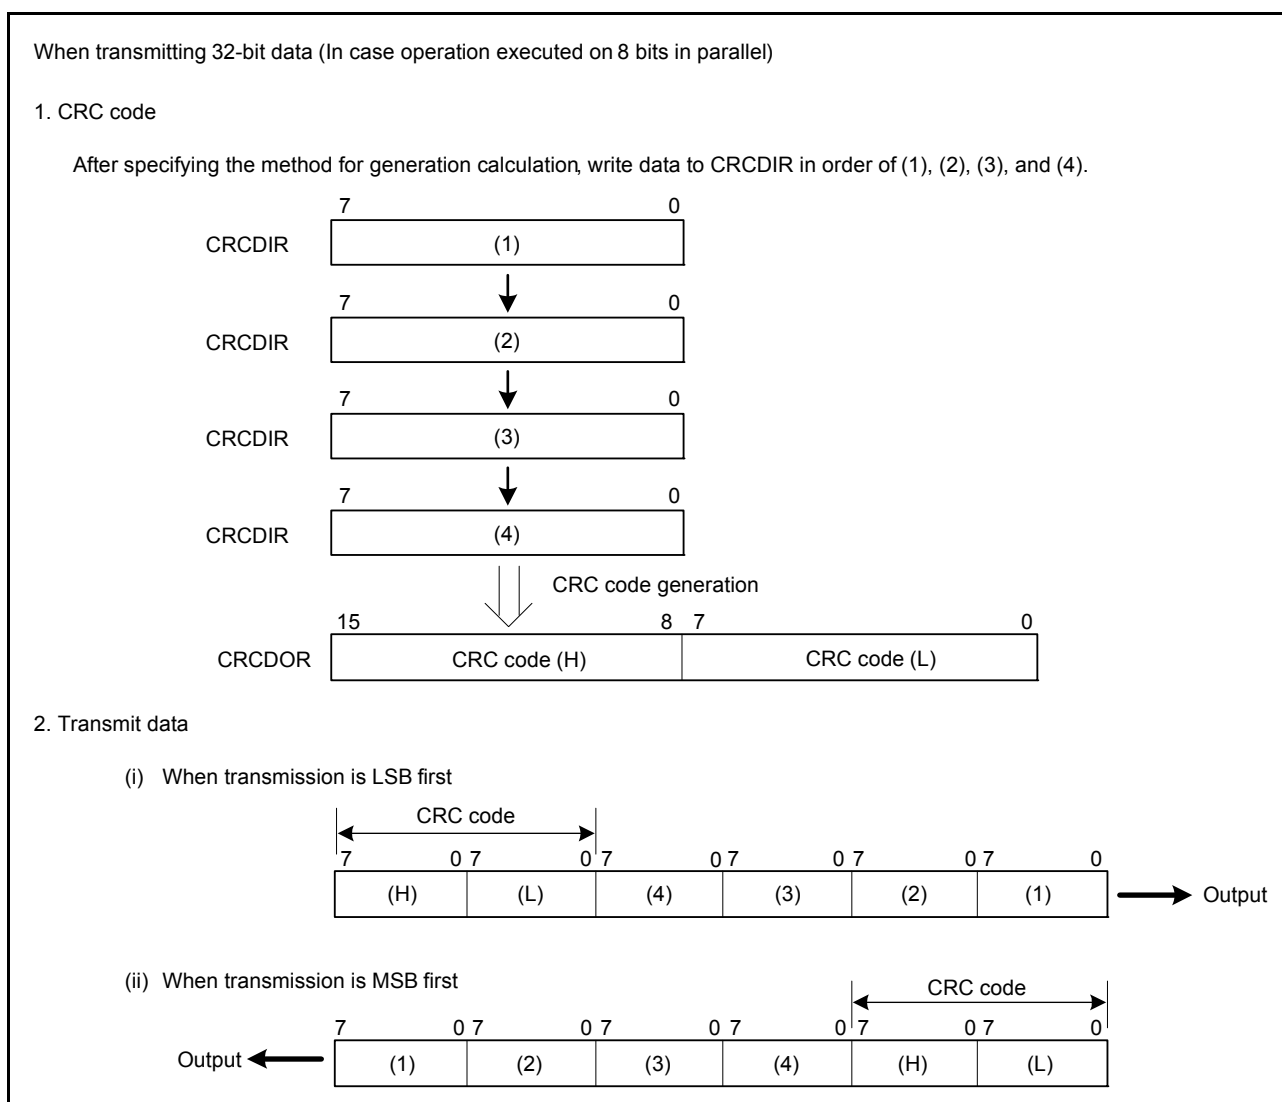 When transmitting 32-bit data (In case operation executed on 8 bits in parallel)
1. CRC code
After specifying the method for generation calculation, write data to CRCDIR in order of (1), (2), (3), and (4).
7 0
CRCDIR (1)
7 0
CRCDIR (2)
7 0
CRCDIR (3)
7 0
CRCDIR (4)
CRC code generation
15 8 7 0
CRCDOR CRC code (H) CRC code (L)
2. Transmit data
(i) When transmission is LSB first
CRC code
7 0 7 0 7 0 7 0 7 0 7 0
(H) (L) (4) (3) (2) (1) Output
(ii) When transmission is MSB first
CRC code
7 0 7 0 7 0 7 0 7 0 7 0
Output (1) (2) (3) (4) (H) (L)